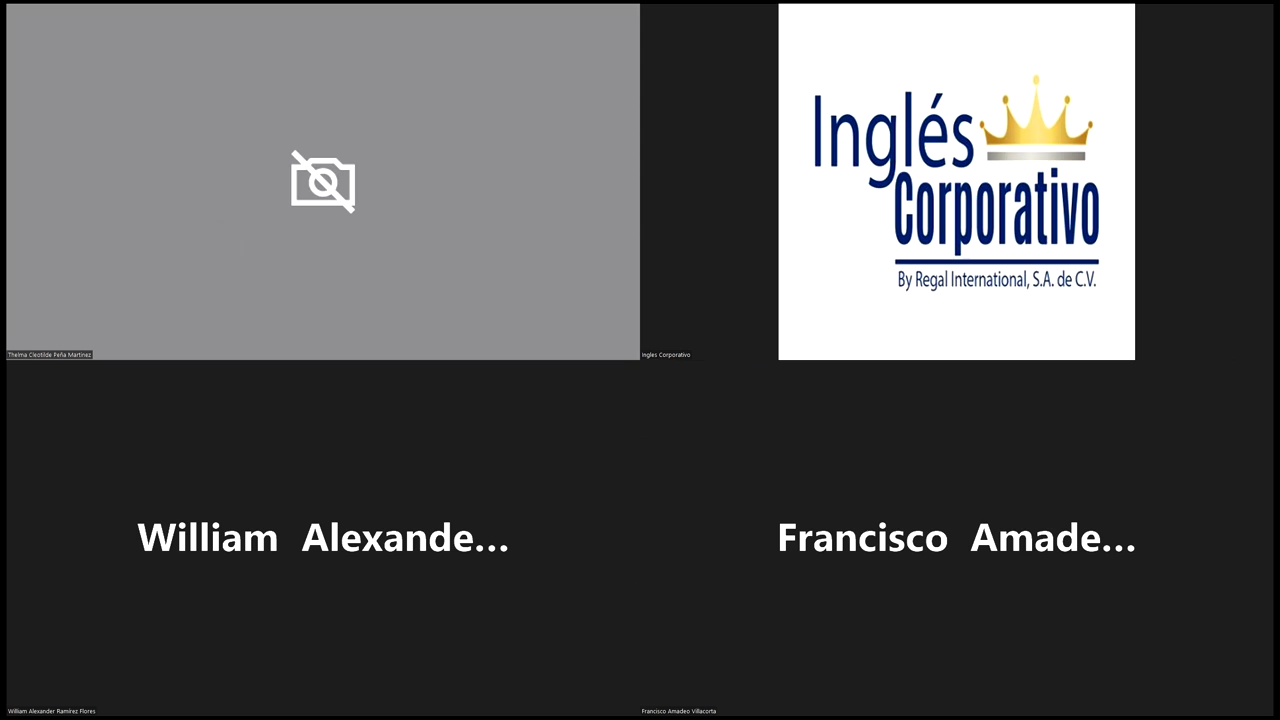 Inglés
Corporativo
By Regal International, S.A. de C.V.
Thelma Cleotilde Peña Martinez
Ingles Corporativo
William Alexande...
Francisco Amade...
William Alexander Ramírez Flores
Francisco Amadeo Villacorta